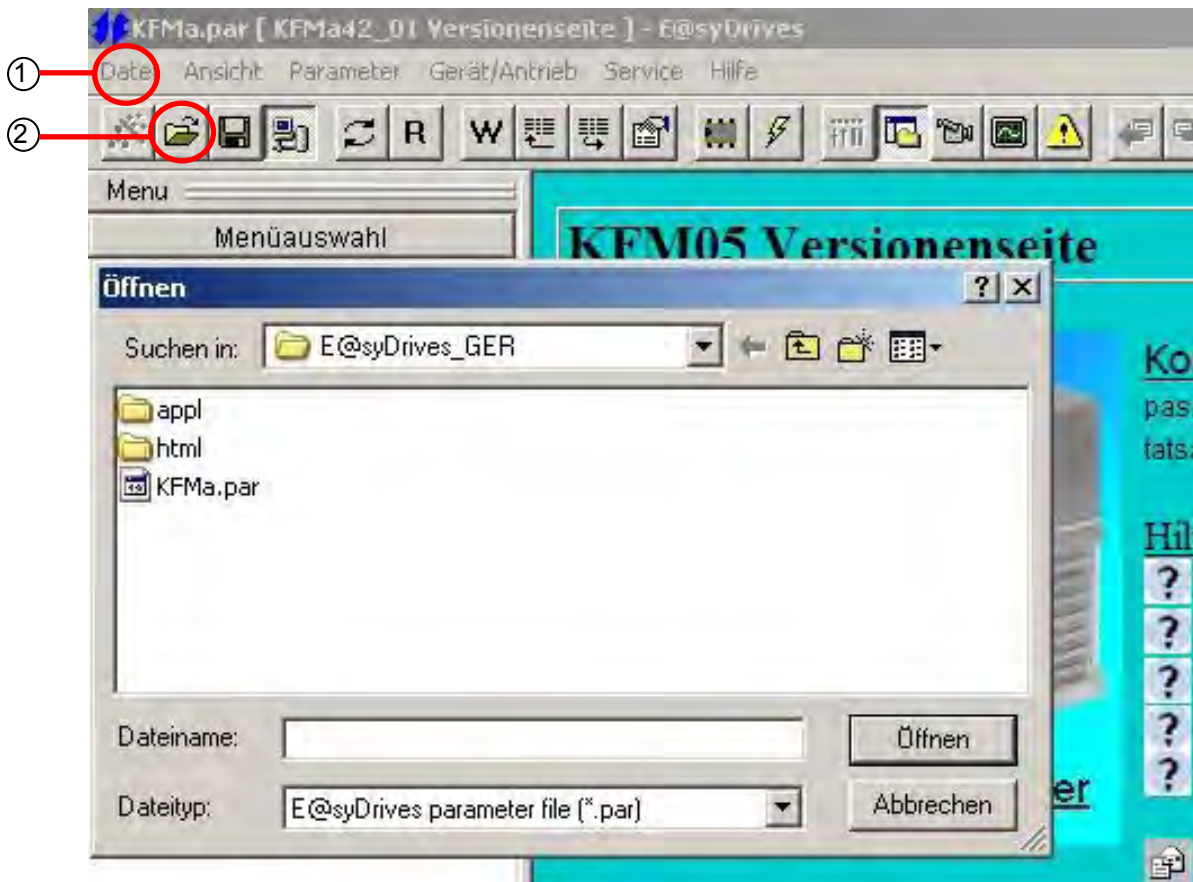 KFMa.par [ KFMa42_01 Versionenseite ] - E@syDrives
① Datei Ansicht Parameter Gerät/Antrieb Service Hilfe
② R W
Menu
Menüauswahl
KFM05 Versionenseite
Öffnen
Suchen in: E@syDrives_GER
appl
html
KFMa.par
Dateiname: Öffnen
Dateityp: E@syDrives parameter file (*.par) Abbrechen
Ko
pas
tats
Hil
?
?
?
?
?
er